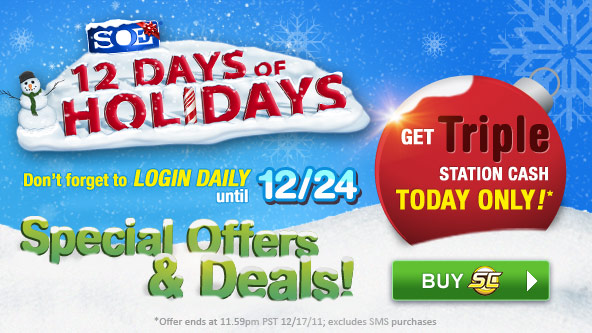 SOE
12 DAYS OF
HOLIDAYS
Don't forget to LOGIN DAILY
until 12/24
Special Offers
& Deals!
GET Triple
STATION CASH
TODAY ONLY!*
BUY SC
*Offer ends at 11.59pm PST 12/17/11; excludes SMS purchases